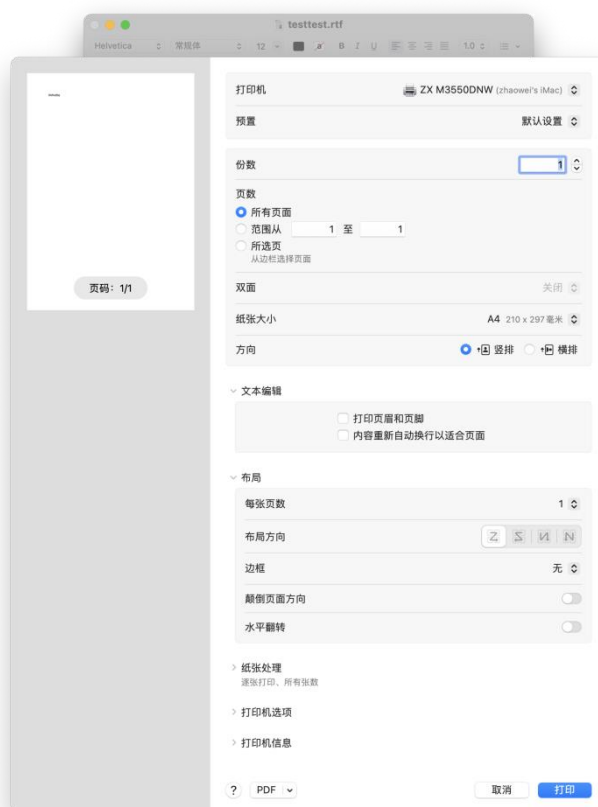 testtest.rtf
Helvetica 常规体 12 a B I U 1.0
打印机 ZX M3550DNW (zhaowei's iMac)
预置 默认设置
份数 1
页数
所有页面
范围从 1 至 1
所选页
从边栏选择页面
页码：1/1
双面 关闭
纸张大小 A4 210 x 297 毫米
方向 竖排 横排
文本编辑
打印页眉和页脚
内容重新自动换行以适合页面
布局
每张页数 1
布局方向
边框 无
颠倒页面方向
水平翻转
纸张处理
逐张打印，所有张数
打印机选项
打印机信息
? PDF 取消 打印